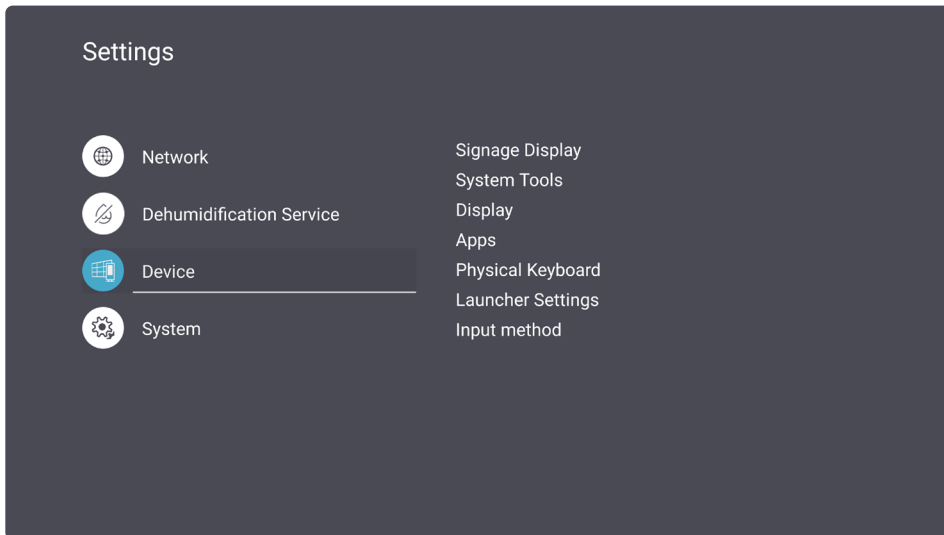 Settings
Network
Dehumidification Service
Device
System
Signage Display
System Tools
Display
Apps
Physical Keyboard
Launcher Settings
Input method